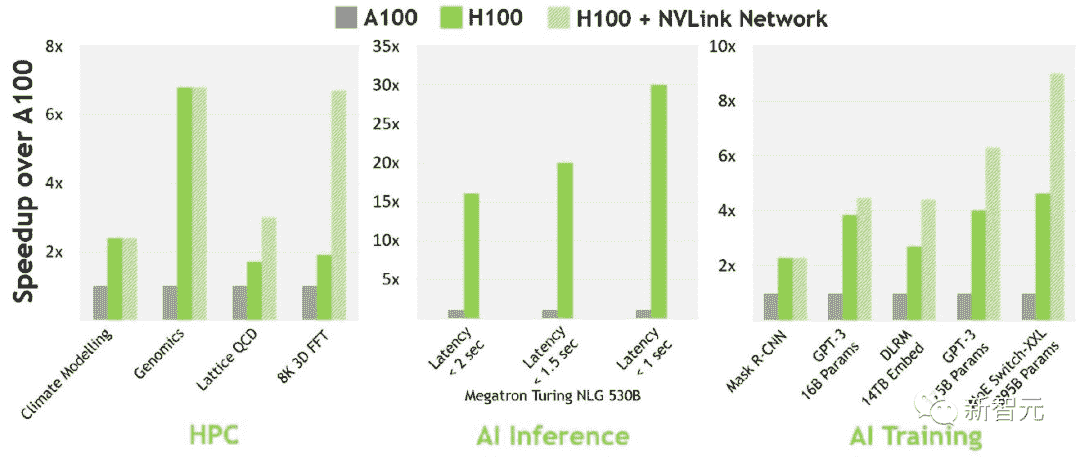 A100 H100 H100 + NVLink Network
Speedup over A100
8x
6x
4x
2x
Climate Modelling
Genomics
Lattice QCD
8K 3D FFT
HPC
35x
30x
25x
20x
15x
10x
5x
Latency
< 2 sec
Latency
< 1.5 sec
Latency
< 1 sec
Megatron Turing NLG 530B
AI Inference
10x
8x
6x
4x
2x
Mask R-CNN
GPT-3
16B Params
DLRM
14TB Embed
GPT-3
Params
Switch-XXL
Params
AI Training
新智元